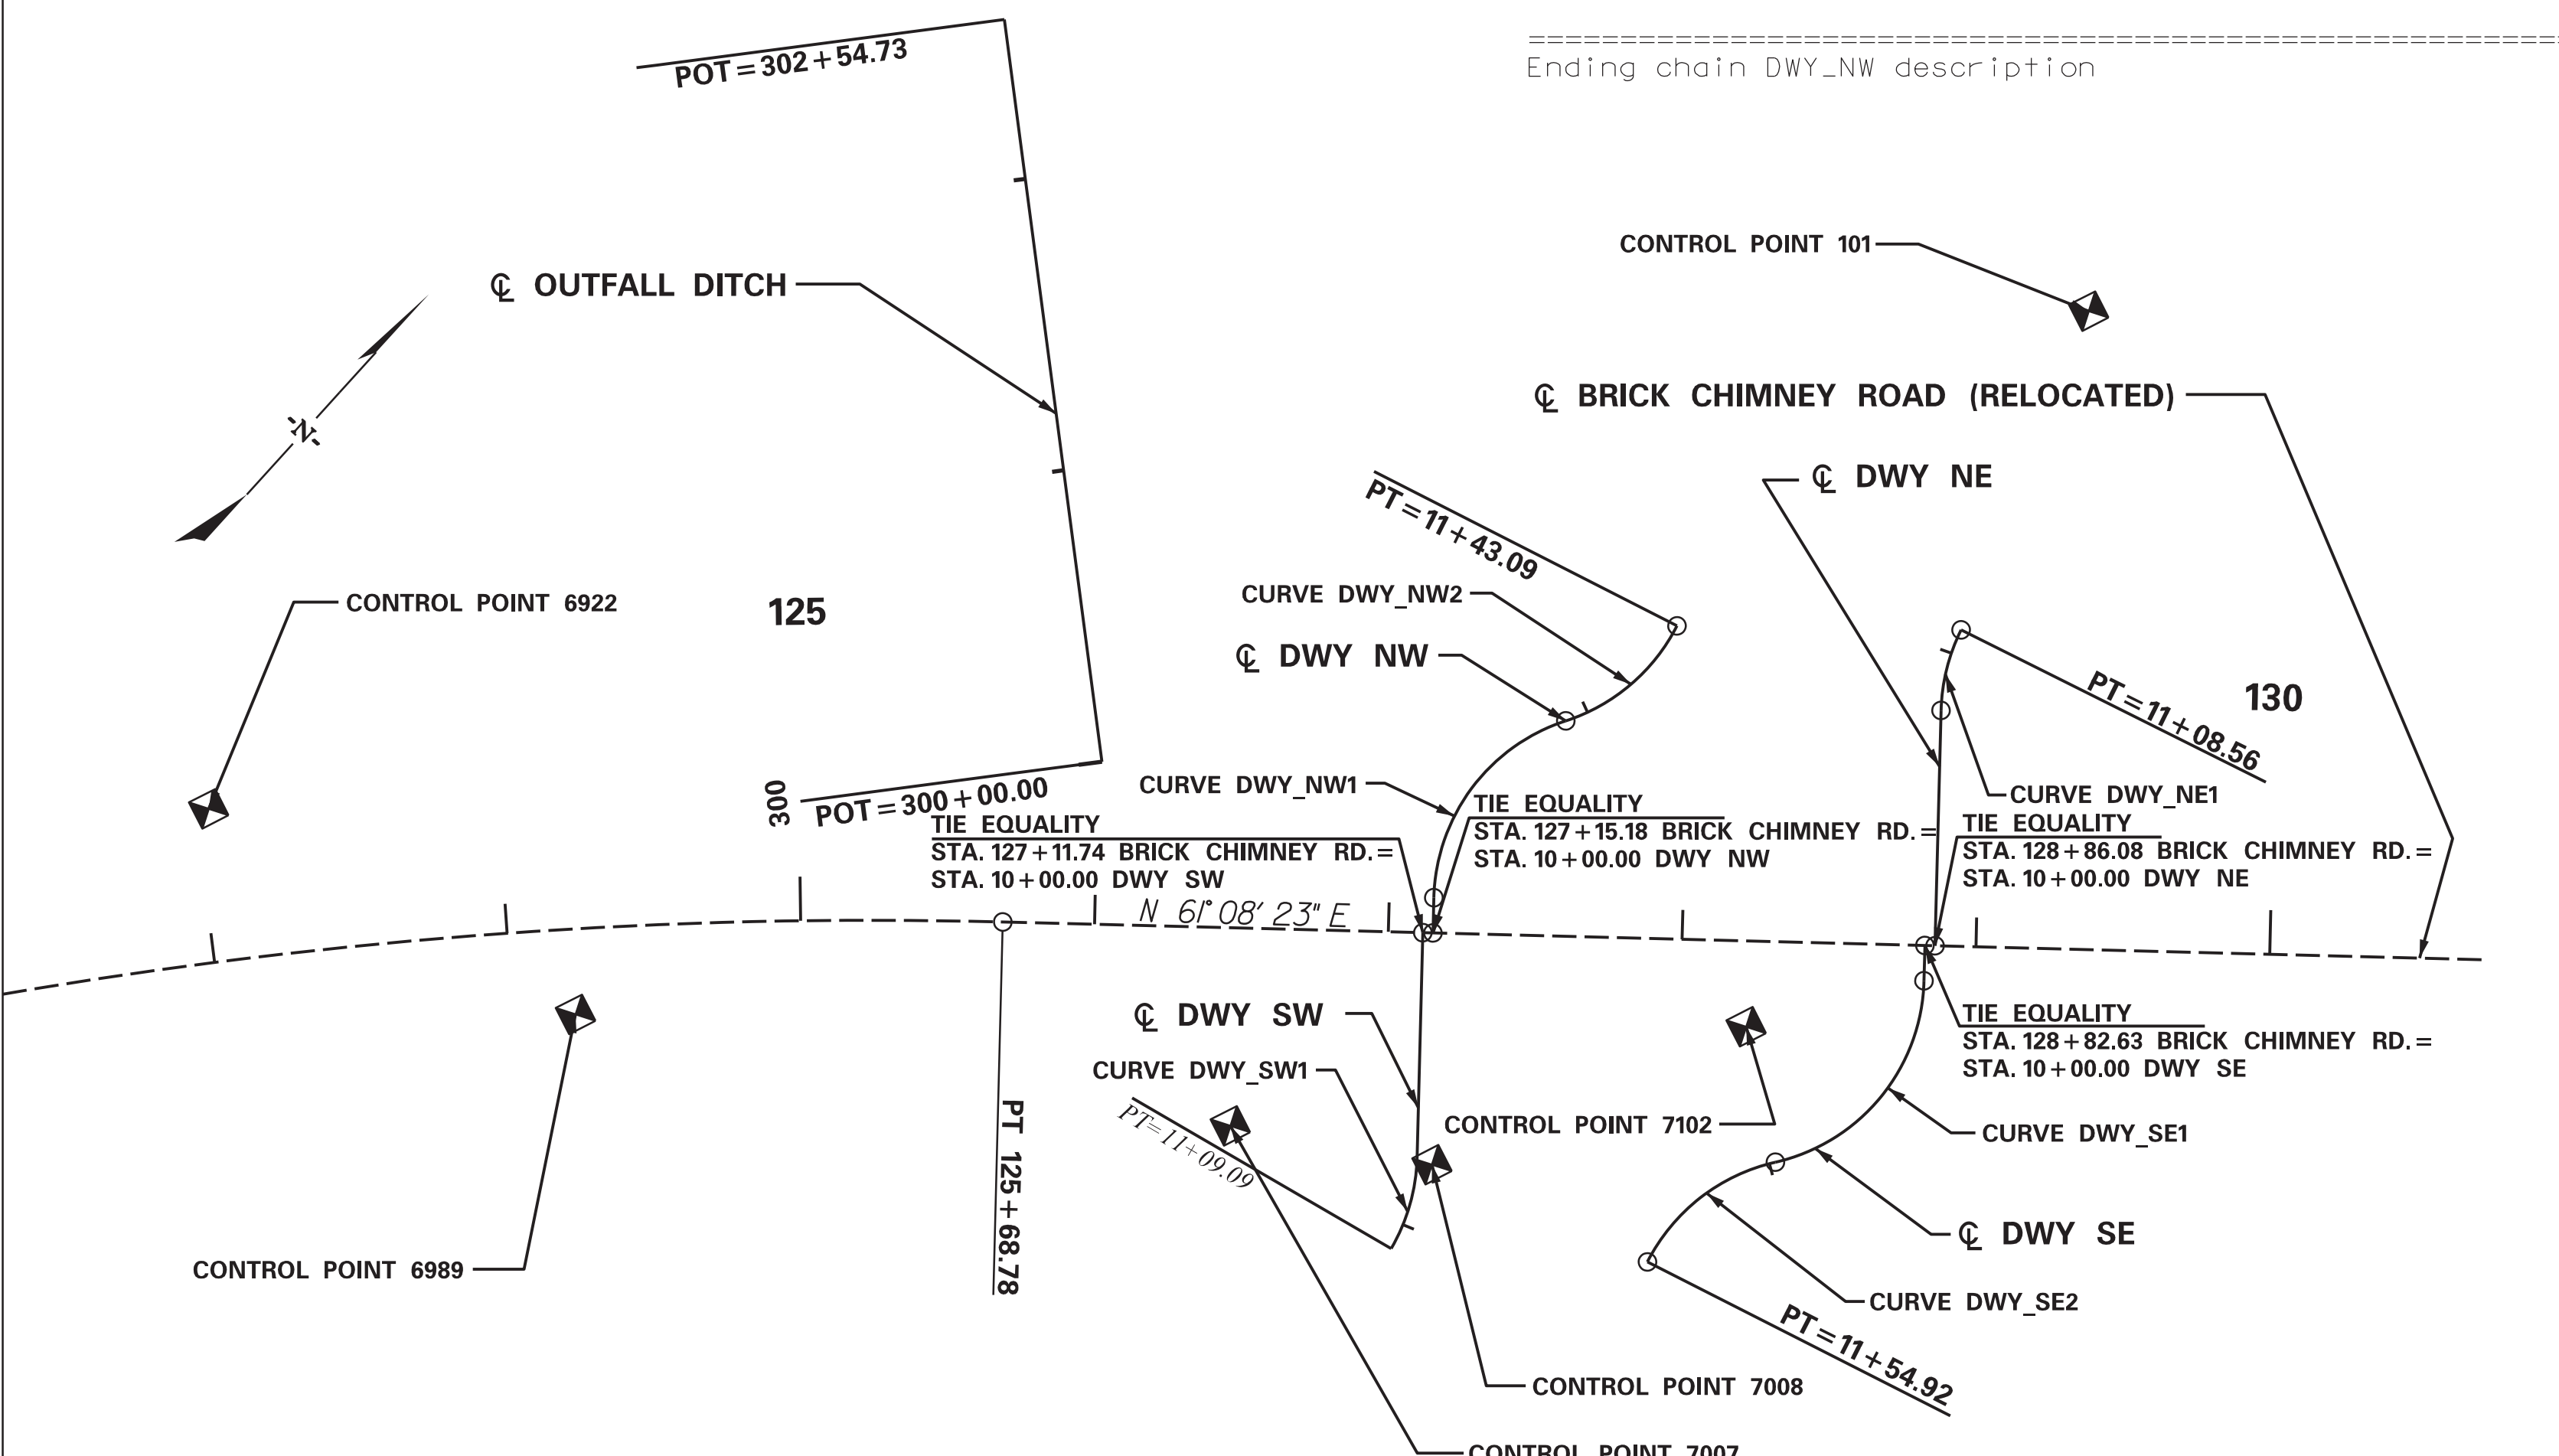 ================================================================
Ending chain DWY_NW description
POT=302+54.73
CONTROL POINT 101
℄ OUTFALL DITCH
℄ BRICK CHIMNEY ROAD (RELOCATED)
-N-
℄ DWY NE
PT=11+43.09
CURVE DWY_NW2
CONTROL POINT 6922
125
℄ DWY NW
PT=11+08.56
130
300
POT=300+00.00
CURVE DWY_NW1
CURVE DWY_NE1
TIE EQUALITY
STA. 127+11.74 BRICK CHIMNEY RD.=
STA. 10+00.00 DWY SW
TIE EQUALITY
STA. 127+15.18 BRICK CHIMNEY RD.=
STA. 10+00.00 DWY NW
TIE EQUALITY
STA. 128+86.08 BRICK CHIMNEY RD.=
STA. 10+00.00 DWY NE
N 61° 08' 23" E
℄ DWY SW
TIE EQUALITY
STA. 128+82.63 BRICK CHIMNEY RD.=
STA. 10+00.00 DWY SE
CURVE DWY_SW1
PT=11+09.09
CONTROL POINT 7102
CURVE DWY_SE1
PT 125+68.78
℄ DWY SE
CONTROL POINT 6989
CURVE DWY_SE2
PT=11+54.92
CONTROL POINT 7008
CONTROL POINT 7007